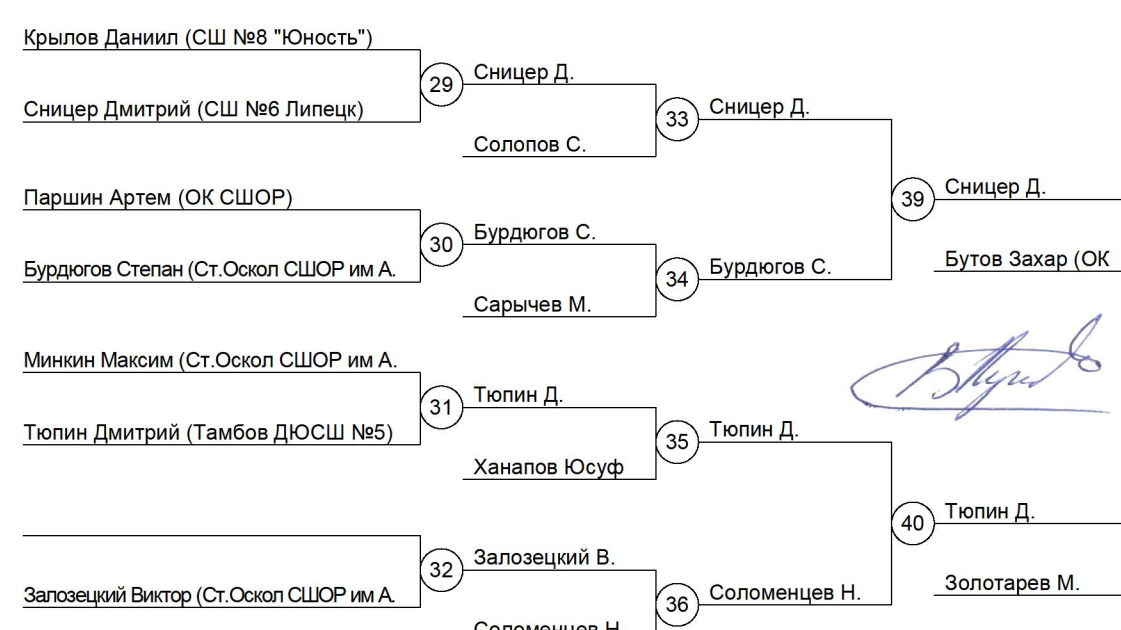 Крылов Даниил (СШ №8 "Юность")
29
Сницер Д.
Сницер Дмитрий (СШ №6 Липецк)
33
Сницер Д.
Солопов С.
39
Сницер Д.
Паршин Артем (ОК СШОР)
30
Бурдюгов С.
Бурдюгов Степан (Ст.Оскол СШОР им А.
34
Бурдюгов С.
Бутов Захар (ОК
Сарычев М.
Минкин Максим (Ст.Оскол СШОР им А.
31
Тюпин Д.
Тюпин Дмитрий (Тамбов ДЮСШ №5)
35
Тюпин Д.
Ханапов Юсуф
40
Тюпин Д.
32
Залозецкий В.
Залозецкий Виктор (Ст.Оскол СШОР им А.
36
Соломенцев Н.
Золотарев М.
Соломенцев Н.